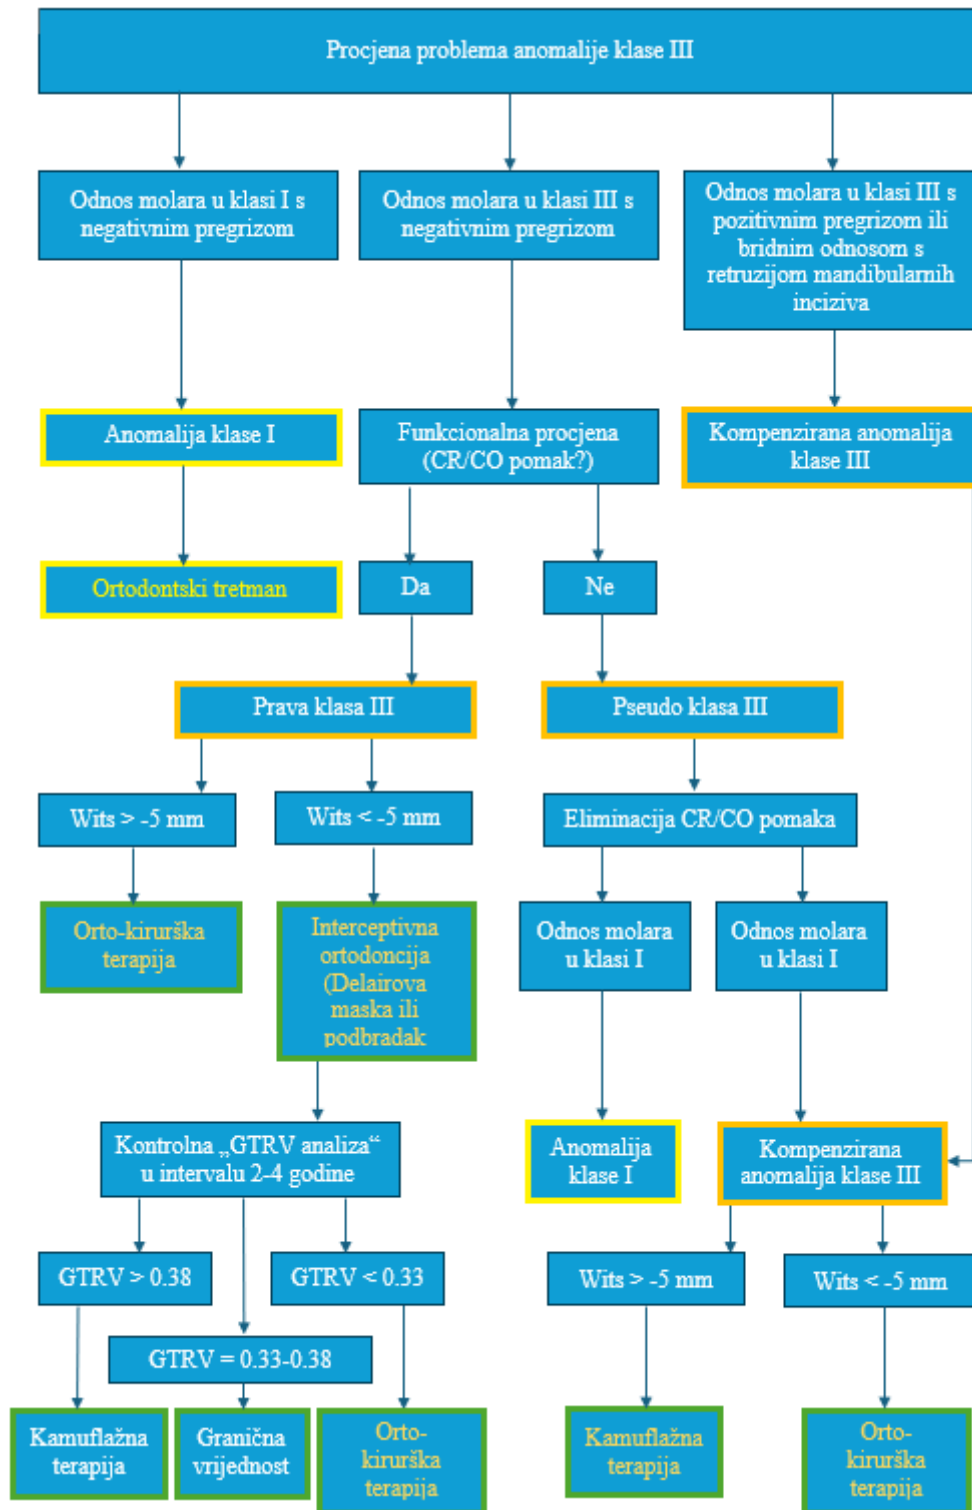 Procjena problema anomalije klase III
Odnos molara u klasi I s
negativnim pregrizom
Odnos molara u klasi III s
negativnim pregrizom
Odnos molara u klasi III s
pozitivnim pregrizom ili
bridnim odnosom s
retruzijom mandibularnih
inciziva
Anomalija klase I
Funkcionalna procjena
(CR/CO pomak?)
Kompenzirana anomalija
klase III
Ortodontski tretman
Da
Ne
Prava klasa III
Pseudo klasa III
Wits > -5 mm
Wits < -5 mm
Eliminacija CR/CO pomaka
Orto-kirurška
terapija
Interceptivna
ortodoncija
(Delairova
maska ili
podbradak
Odnos molara
u klasi I
Odnos molara
u klasi I
Kontrolna „GTRV analiza“
u intervalu 2-4 godine
Anomalija
klase I
Kompenzirana
anomalija klase III
GTRV > 0.38
GTRV < 0.33
Wits > -5 mm
Wits < -5 mm
GTRV = 0.33-0.38
Kamuflažna
terapija
Granična
vrijednost
Orto-
kirurška
terapija
Kamuflažna
terapija
Orto-
kirurška
terapija